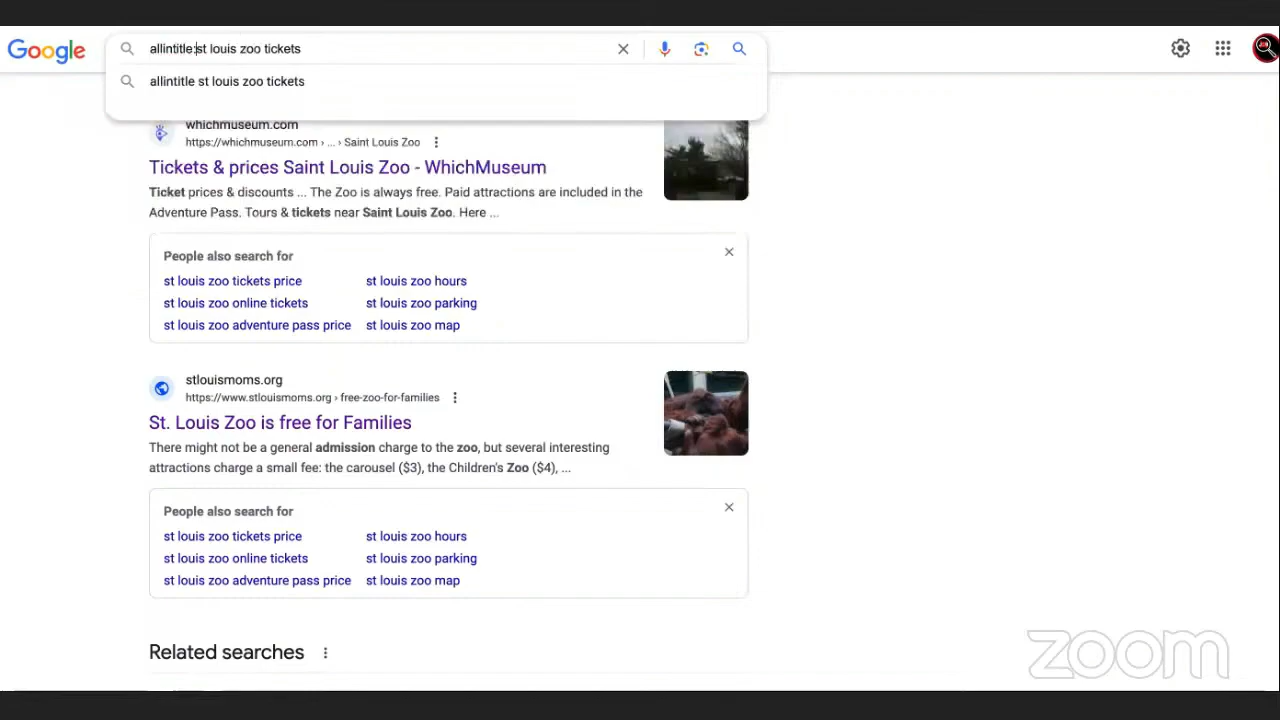 Google
allintitle:st louis zoo tickets
allintitle st louis zoo tickets
whichmuseum.com
https://whichmuseum.com › ... › Saint Louis Zoo
Tickets & prices Saint Louis Zoo - WhichMuseum
Ticket prices & discounts ... The Zoo is always free. Paid attractions are included in the
Adventure Pass. Tours & tickets near Saint Louis Zoo. Here ...
People also search for
st louis zoo tickets price
st louis zoo hours
st louis zoo online tickets
st louis zoo parking
st louis zoo adventure pass price
st louis zoo map
stlouismoms.org
https://www.stlouismoms.org › free-zoo-for-families
St. Louis Zoo is free for Families
There might not be a general admission charge to the zoo, but several interesting
attractions charge a small fee: the carousel ($3), the Children's Zoo ($4), ...
People also search for
st louis zoo tickets price
st louis zoo hours
st louis zoo online tickets
st louis zoo parking
st louis zoo adventure pass price
st louis zoo map
Related searches
zoom